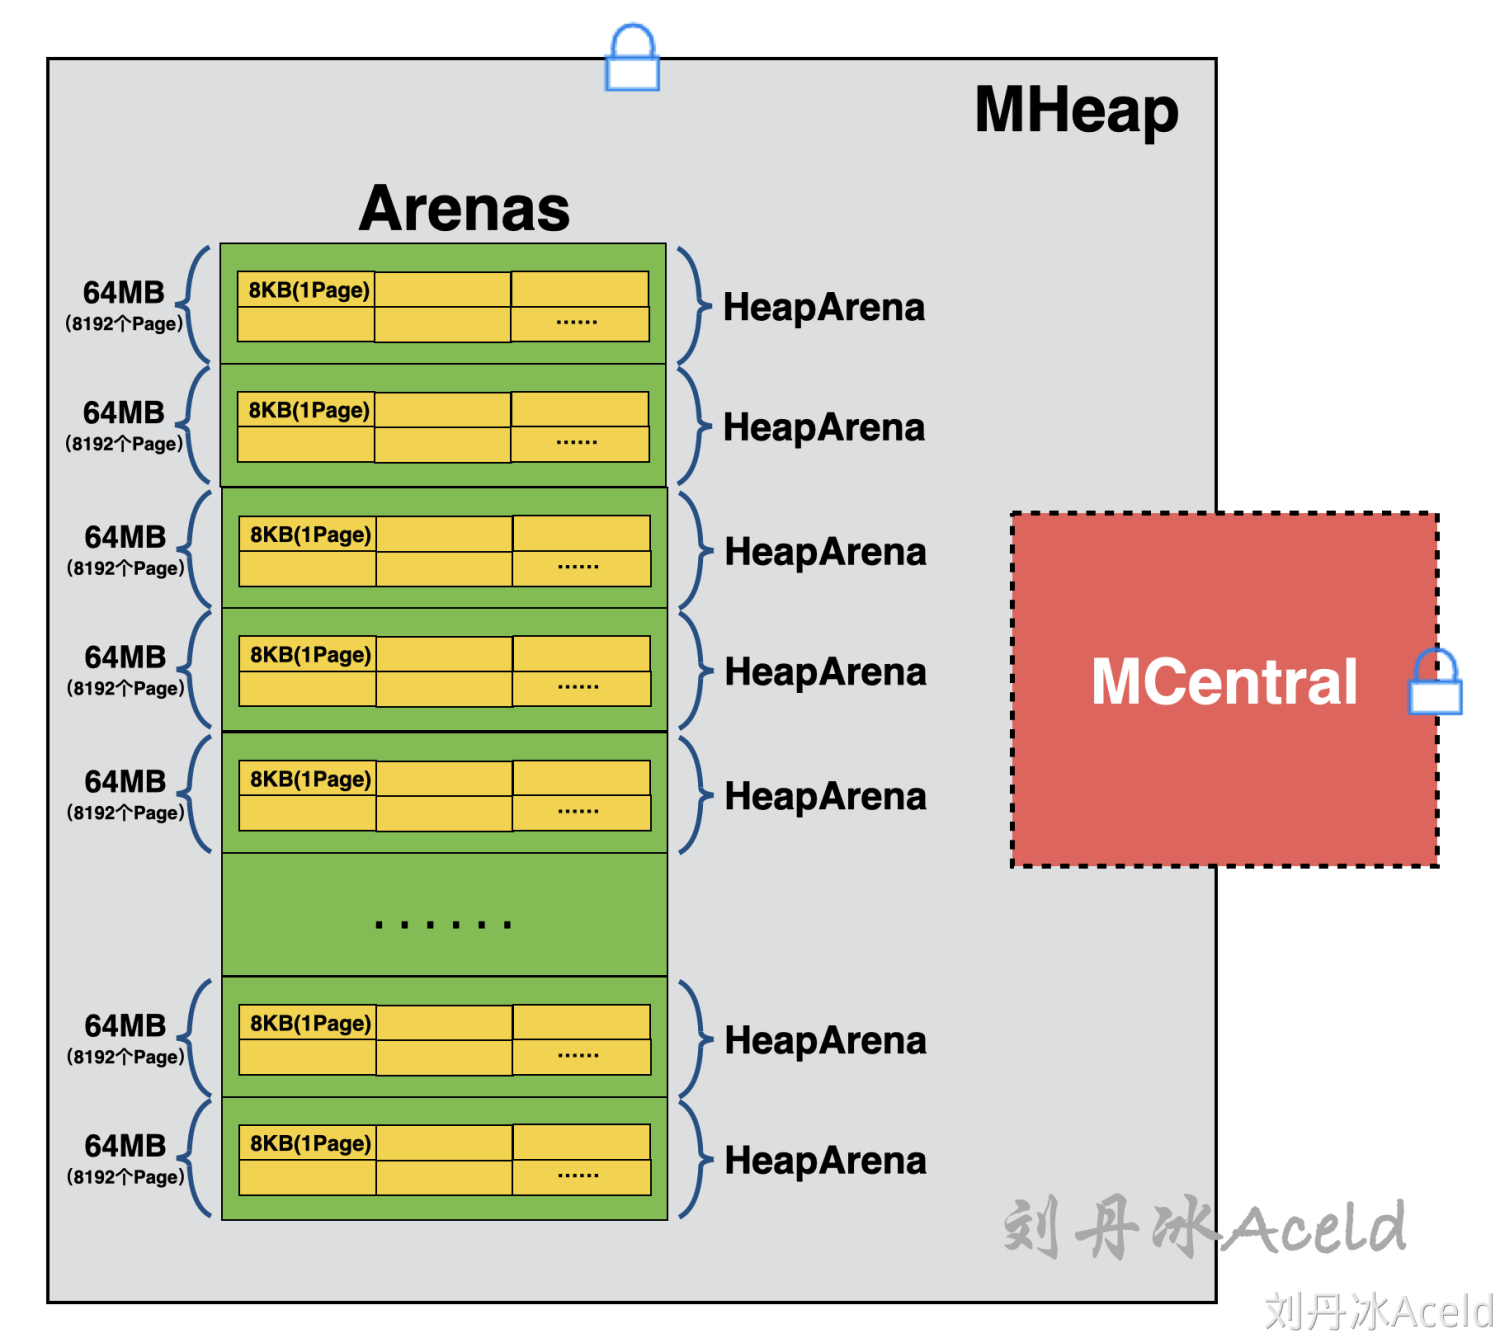 MHeap
Arenas
64MB
(8192个Page)
8KB(1Page)
......
HeapArena
64MB
(8192个Page)
8KB(1Page)
......
HeapArena
64MB
(8192个Page)
8KB(1Page)
......
HeapArena
64MB
(8192个Page)
8KB(1Page)
......
HeapArena
MCentral
64MB
(8192个Page)
8KB(1Page)
......
HeapArena
......
64MB
(8192个Page)
8KB(1Page)
......
HeapArena
64MB
(8192个Page)
8KB(1Page)
......
HeapArena
刘丹冰Aceld
刘丹冰Aceld